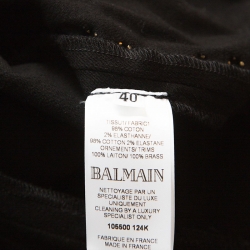 40
TISSU/FABRIC
98% COTON
2% ELASTHANNE/
98% COTTON 2% ELASTANE
ORNEMENTS/TRIMS
100% LAITON/100% BRASS
BALMAIN
NETTOYAGE PAR UN
SPECIALISTE DU LUXE
UNIQUEMENT
CLEANING BY A LUXURY
SPECIALIST ONLY
105500 124K
FABRIQUE EN FRANCE
MADE IN FRANCE